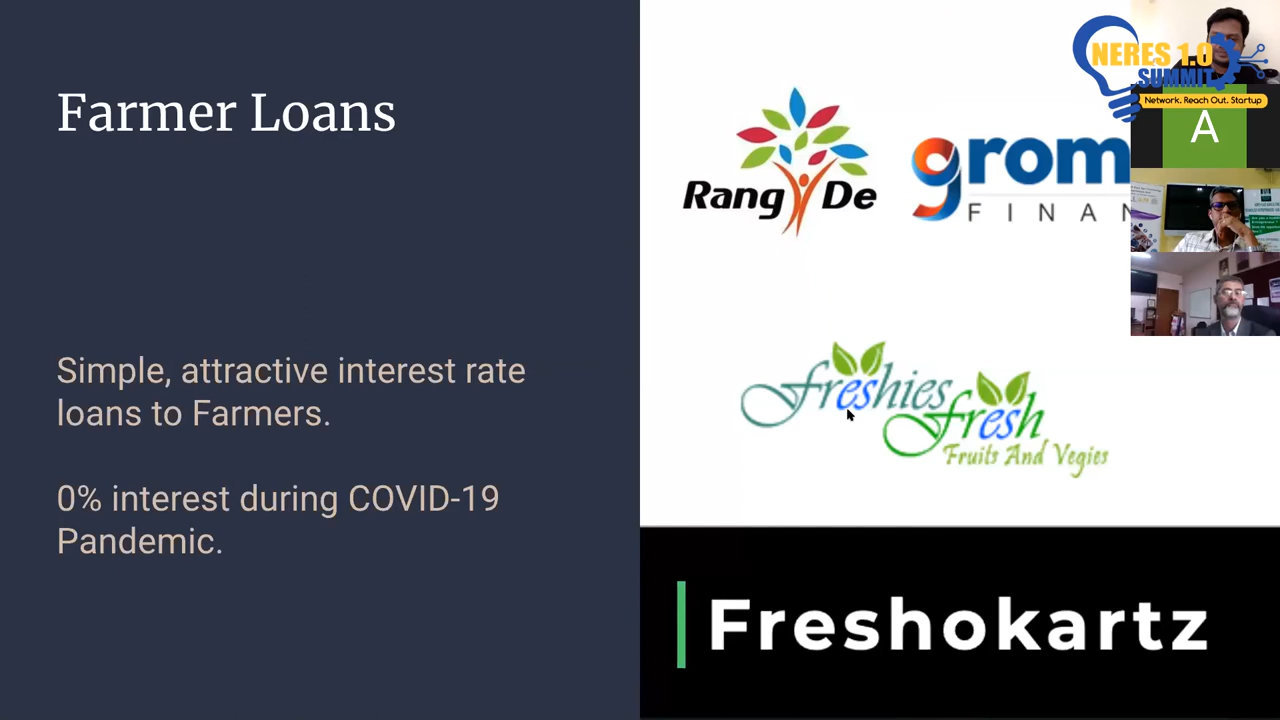 Farmer Loans
Simple, attractive interest rate
loans to Farmers.
0% interest during COVID-19
Pandemic.
Rang De
grom
FINAN
Freshies
Fresh
Fruits And Vegies
Freshokartz
NERES 1.0
SUMMIT
Network. Reach Out. Startup
A